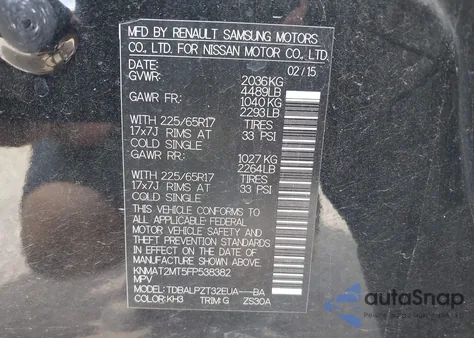 MFD BY RENAULT SAMSUNG MOTORS
CO., LTD. FOR NISSAN MOTOR CO., LTD.
DATE: 02/15
GVWR: 2036KG
4489LB
GAWR FR: 1040KG
2293LB
WITH 225/65R17 TIRES
17x7J RIMS AT 33 PSI
COLD SINGLE
GAWR RR: 1027KG
2264LB
WITH 225/65R17 TIRES
17x7J RIMS AT 33 PSI
COLD SINGLE
THIS VEHICLE CONFORMS TO
ALL APPLICABLE FEDERAL
MOTOR VEHICLE SAFETY AND
THEFT PREVENTION STANDARDS
IN EFFECT ON THE DATE OF
MANUFACTURE SHOWN ABOVE.
KNMAT2MT5FP538382
MPV
MODEL: TDBALPZT32EUA---BA
COLOR: KH3 TRIM: G ZS30A
autoSnap